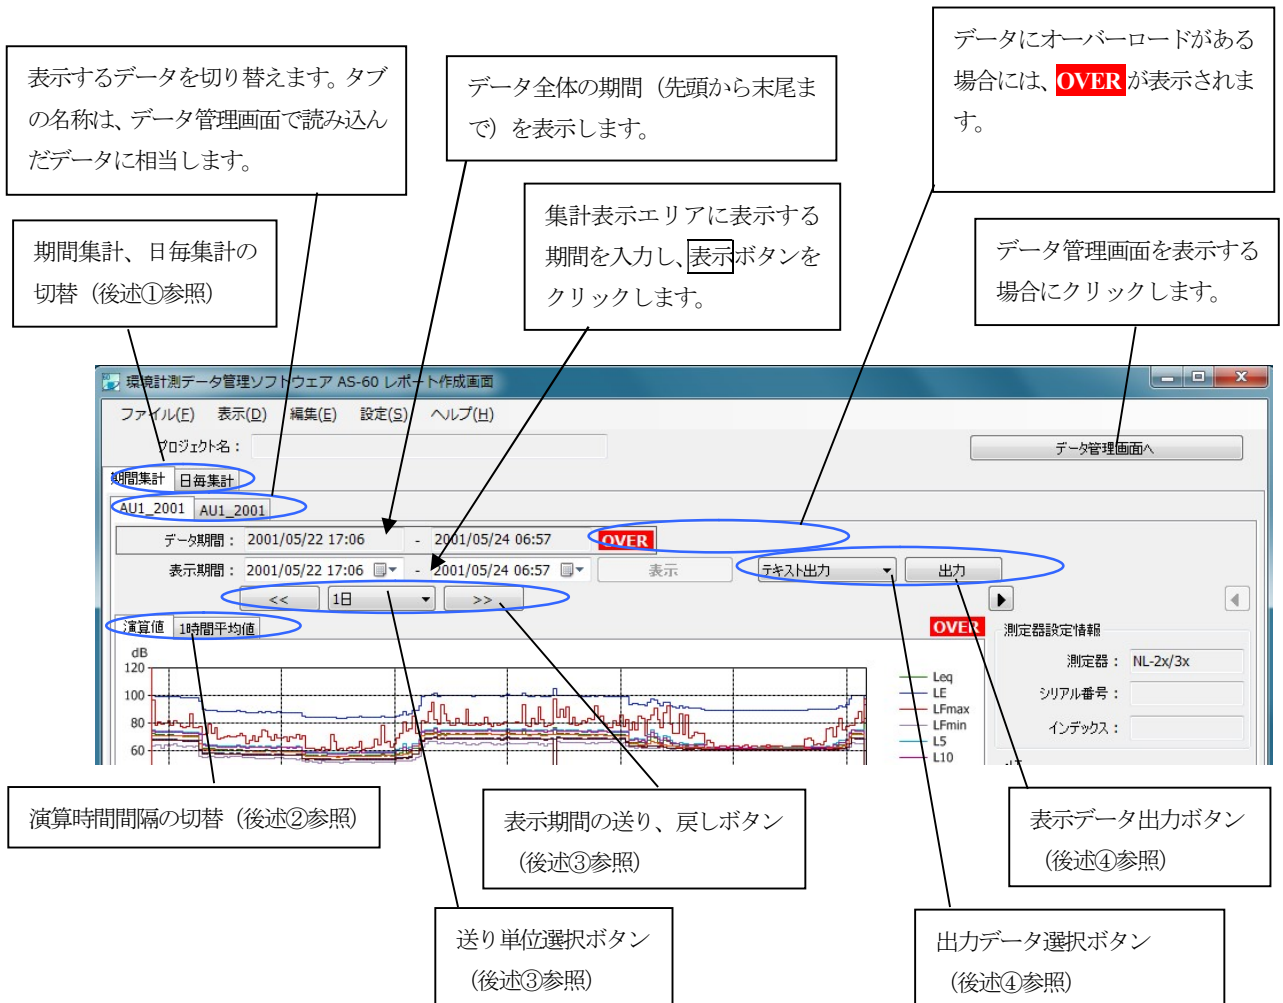 データにオーバーロードがある
場合には、OVERが表示されま
す。
表示するデータを切り替えます。タブ
の名称は、データ管理画面で読み込ん
だデータに相当します。
データ全体の期間（先頭から末尾ま
で）を表示します。
集計表示エリアに表示する
期間を入力し、表示ボタンを
クリックします。
期間集計、日毎集計の
切替（後述①参照）
データ管理画面を表示する
場合にクリックします。
環境計測データ管理ソフトウェア AS-60 レポート作成画面
ファイル(F) 表示(D) 編集(E) 設定(S) ヘルプ(H)
プロジェクト名：
データ管理画面へ
期間集計 日毎集計
AU1_2001 AU1_2001
データ期間： 2001/05/22 17:06 - 2001/05/24 06:57 OVER
表示期間： 2001/05/22 17:06 - 2001/05/24 06:57 表示 テキスト出力 出力
<< 1日 >>
演算値 1時間平均値 OVER
測定器設定情報
測定器： NL-2x/3x
シリアル番号：
インデックス：
dB
120
100
80
60
Leq
LE
LFmax
LFmin
L5
L10
演算時間間隔の切替（後述②参照）
表示期間の送り、戻しボタン
（後述③参照）
表示データ出力ボタン
（後述④参照）
送り単位選択ボタン
（後述③参照）
出力データ選択ボタン
（後述④参照）